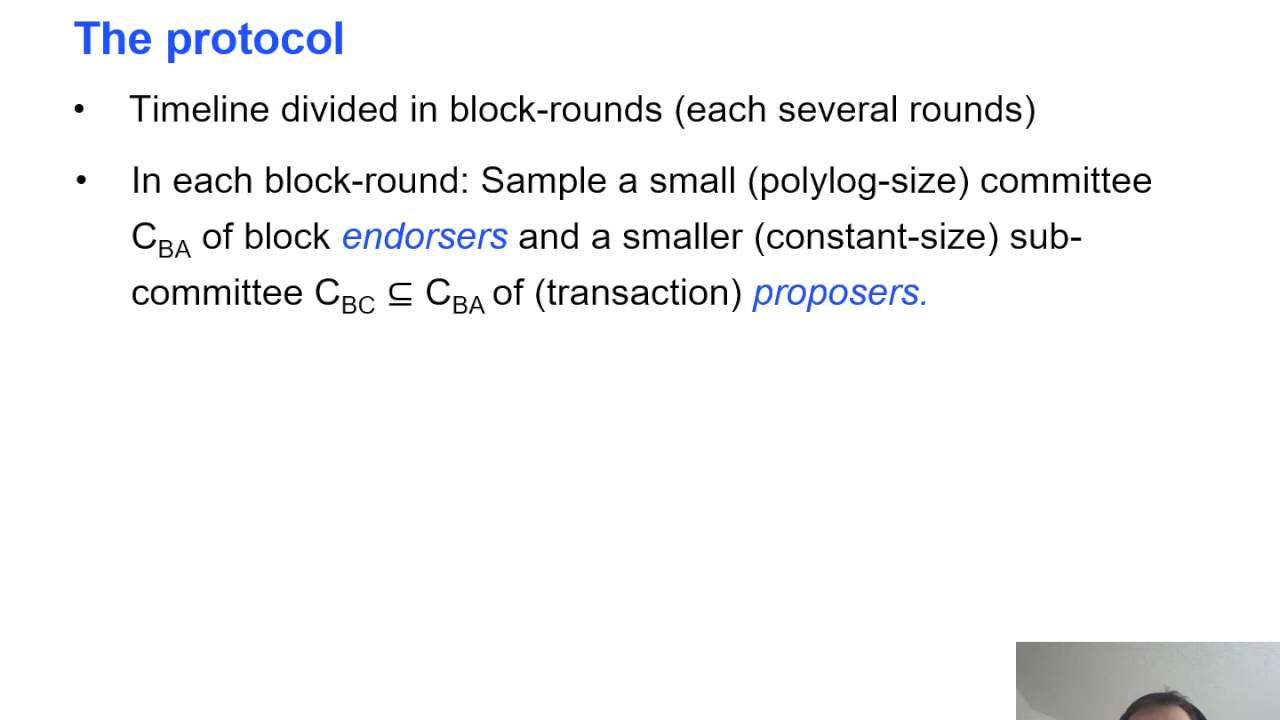 The protocol
• Timeline divided in block-rounds (each several rounds)
• In each block-round: Sample a small (polylog-size) committee
C_BA of block endorsers and a smaller (constant-size) sub-
committee C_BC ⊆ C_BA of (transaction) proposers.